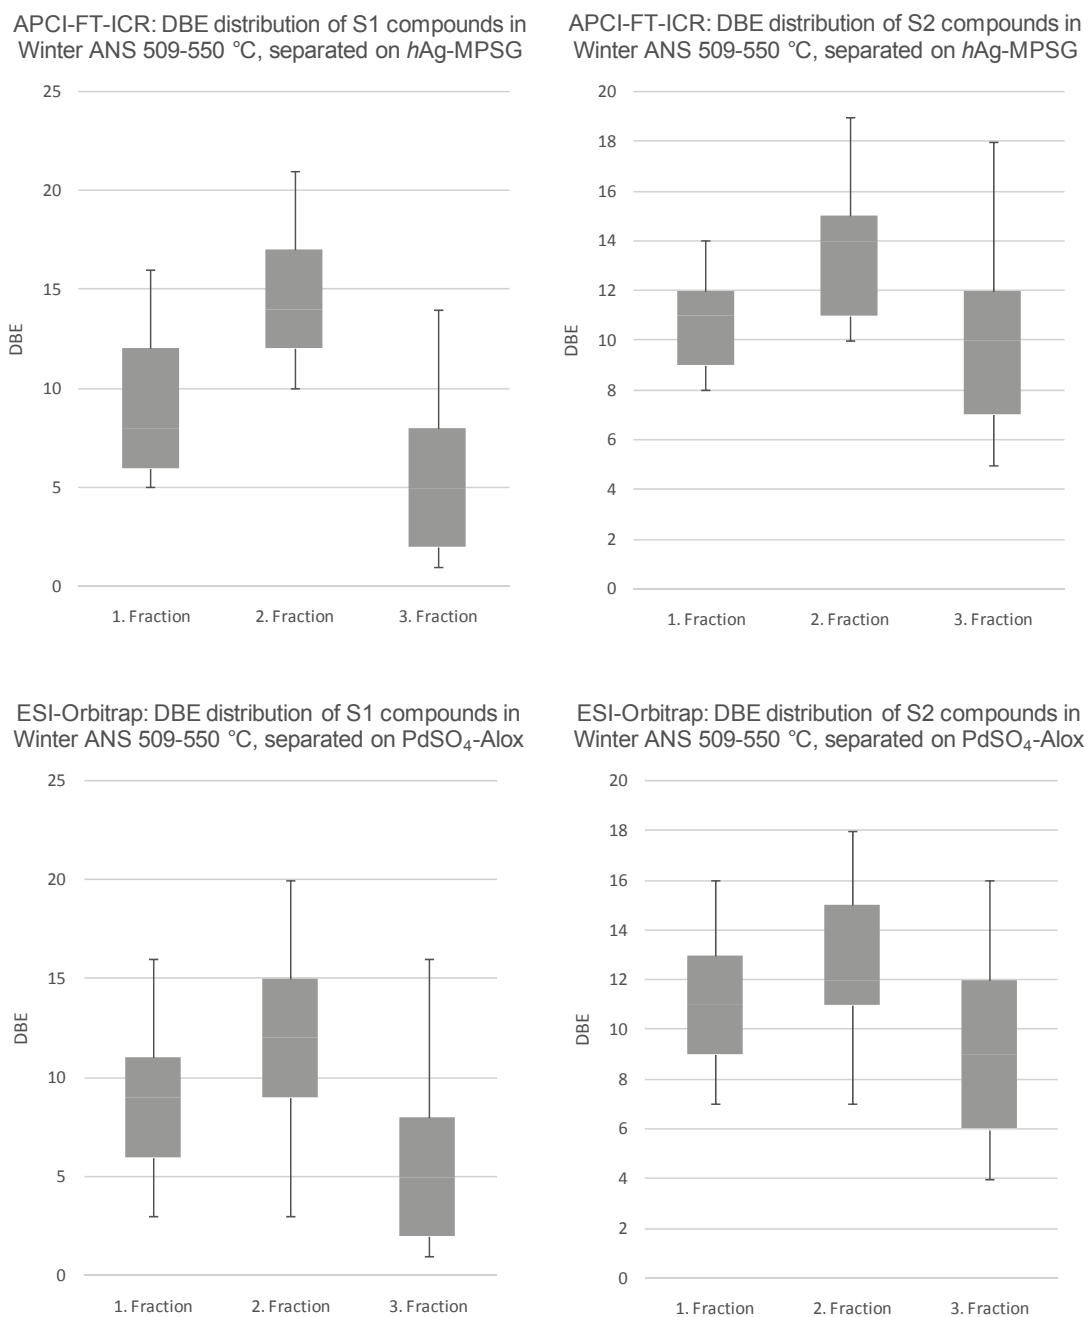 APCI-FT-ICR: DBE distribution of S1 compounds in
Winter ANS 509-550 °C, separated on hAg-MPSG
25
20
15
10
5
0
DBE
1. Fraction
2. Fraction
3. Fraction
APCI-FT-ICR: DBE distribution of S2 compounds in
Winter ANS 509-550 °C, separated on hAg-MPSG
20
18
16
14
12
10
8
6
4
2
0
DBE
1. Fraction
2. Fraction
3. Fraction
ESI-Orbitrap: DBE distribution of S1 compounds in
Winter ANS 509-550 °C, separated on PdSO₄-Alox
25
20
15
10
5
0
DBE
1. Fraction
2. Fraction
3. Fraction
ESI-Orbitrap: DBE distribution of S2 compounds in
Winter ANS 509-550 °C, separated on PdSO₄-Alox
20
18
16
14
12
10
8
6
4
2
0
DBE
1. Fraction
2. Fraction
3. Fraction